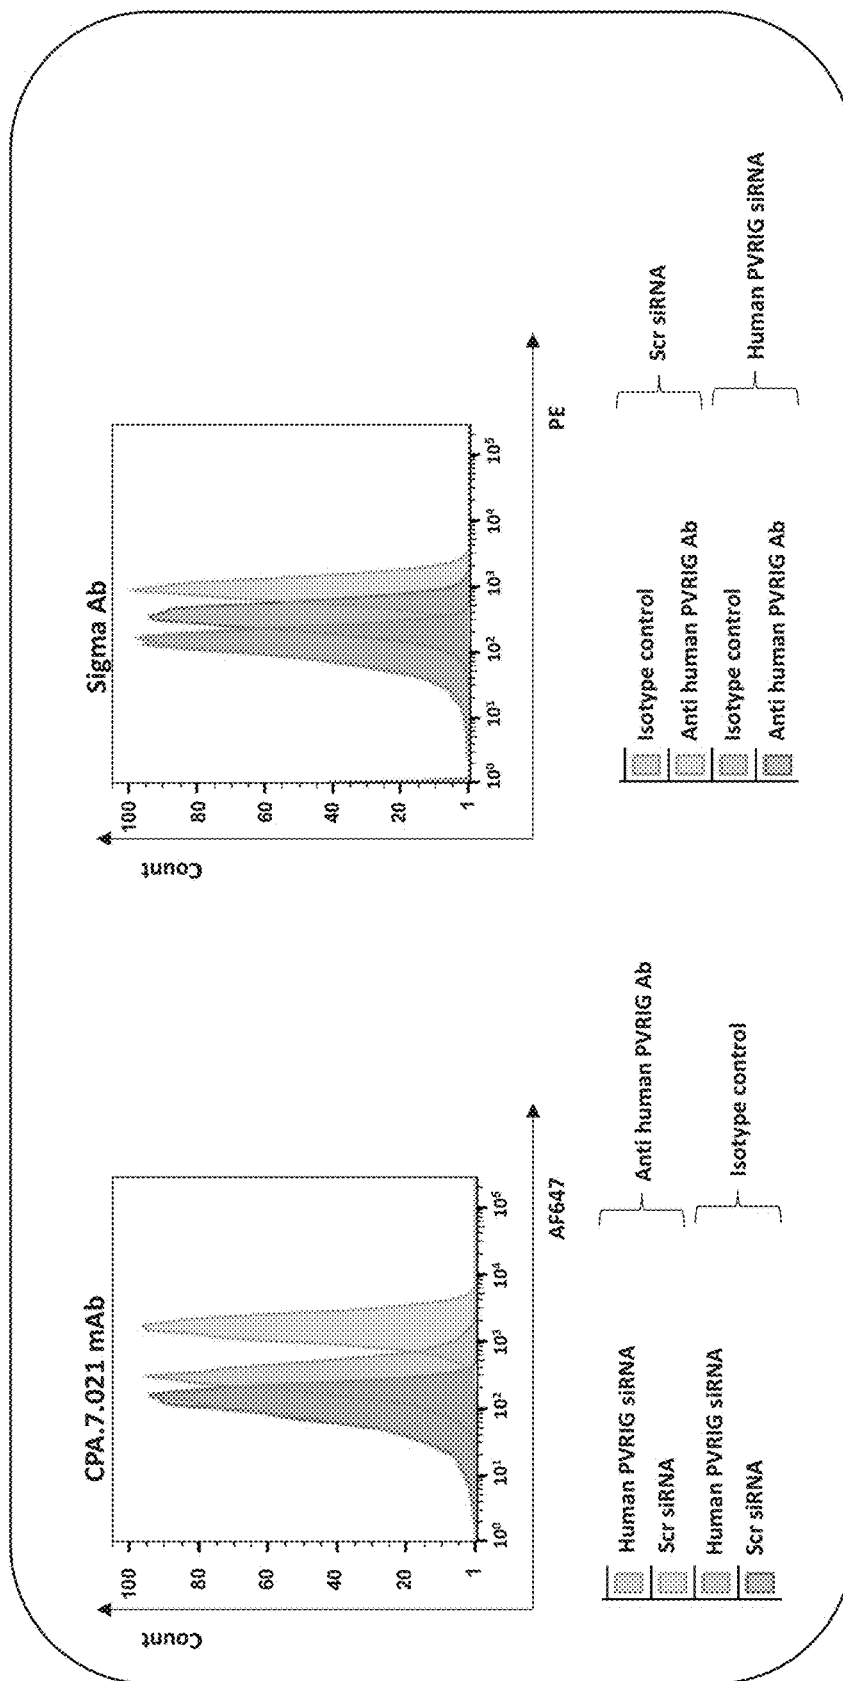 CPA.7.021 mAb
Count
100
80
60
40
20
1
10⁰
10¹
10²
10³
10⁴
10⁵
AF647
Human PVRIG siRNA
Scr siRNA
Anti human PVRIG Ab
Human PVRIG siRNA
Scr siRNA
Isotype control
Sigma Ab
Count
100
80
60
40
20
1
10⁰
10¹
10²
10³
10⁴
10⁵
PE
Isotype control
Anti human PVRIG Ab
Scr siRNA
Isotype control
Anti human PVRIG Ab
Human PVRIG siRNA